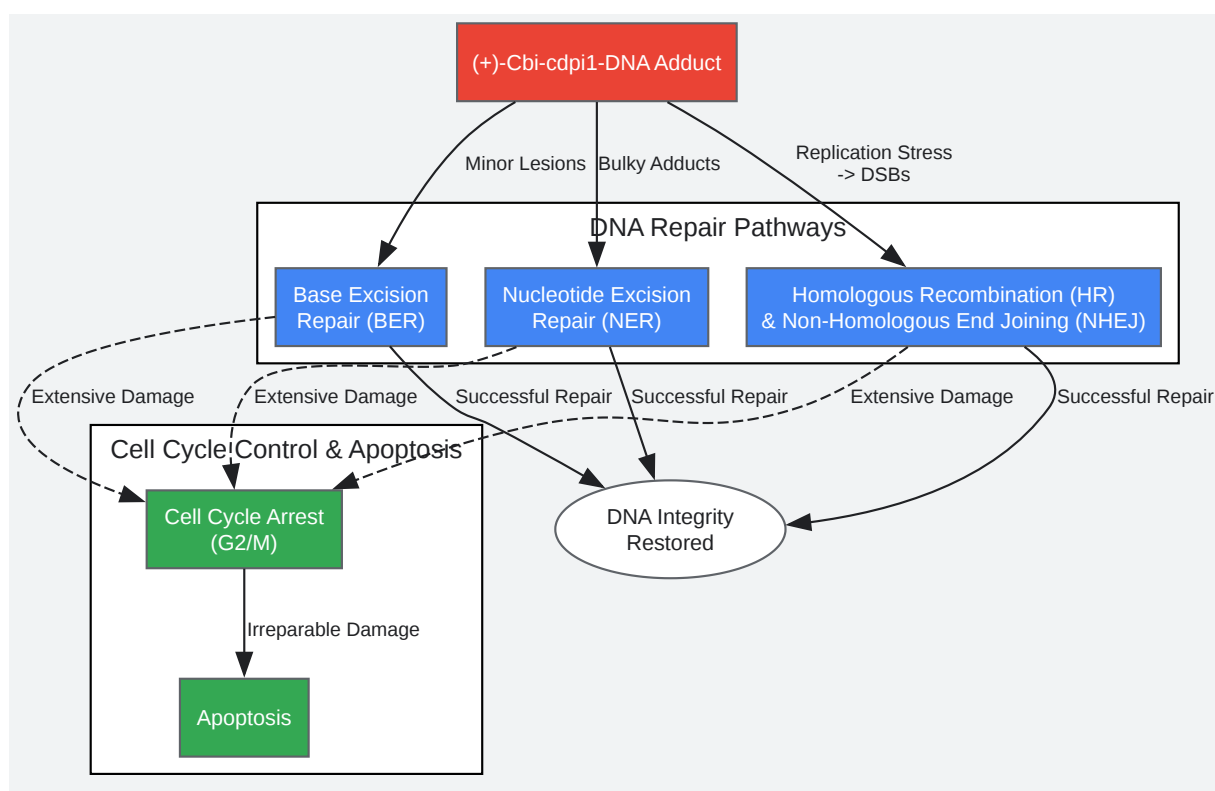 (+)-Cbi-cdpi1-DNA Adduct
Minor Lesions
Bulky Adducts
Replication Stress
-> DSBs
DNA Repair Pathways
Base Excision
Repair (BER)
Nucleotide Excision
Repair (NER)
Homologous Recombination (HR)
& Non-Homologous End Joining (NHEJ)
Extensive Damage
Extensive Damage
Successful Repair
Successful Repair
Extensive Damage
Successful Repair
Cell Cycle Control & Apoptosis
Cell Cycle Arrest
(G2/M)
DNA Integrity
Restored
Irreparable Damage
Apoptosis